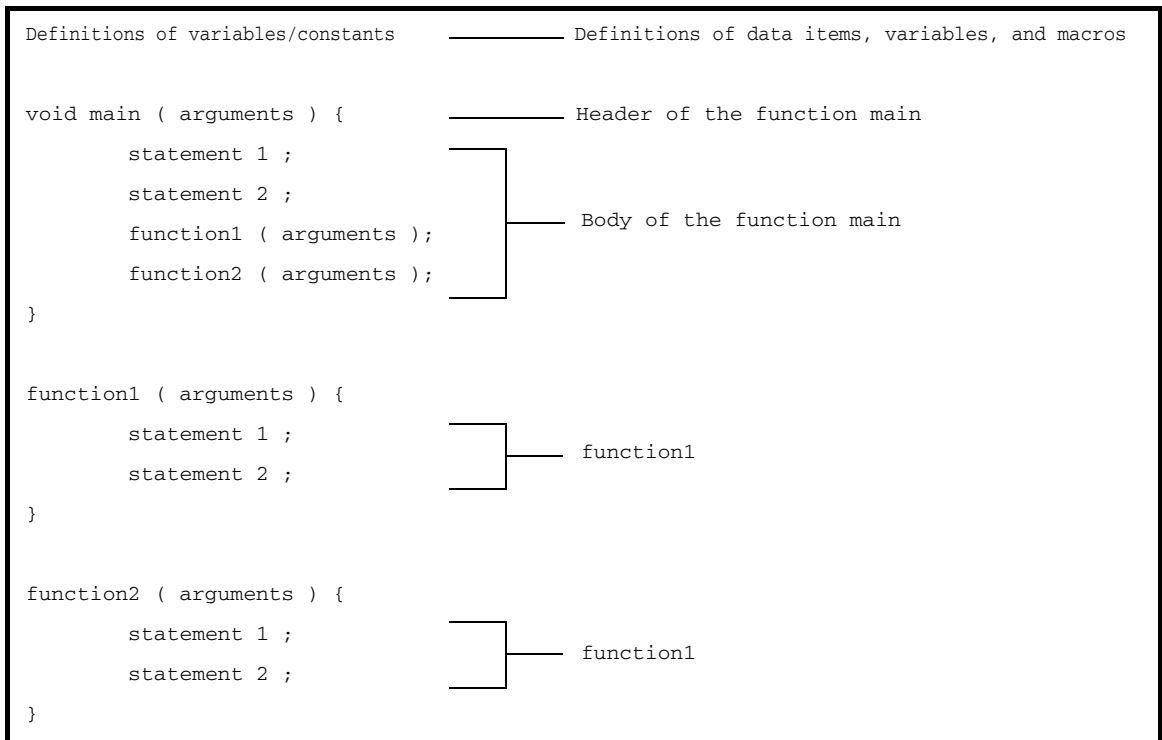 Definitions of variables/constants Definitions of data items, variables, and macros
void main ( arguments ) { Header of the function main
statement 1 ;
statement 2 ;
Body of the function main
function1 ( arguments );
function2 ( arguments );
}
function1 ( arguments ) {
statement 1 ;
function1
statement 2 ;
}
function2 ( arguments ) {
statement 1 ;
function1
statement 2 ;
}